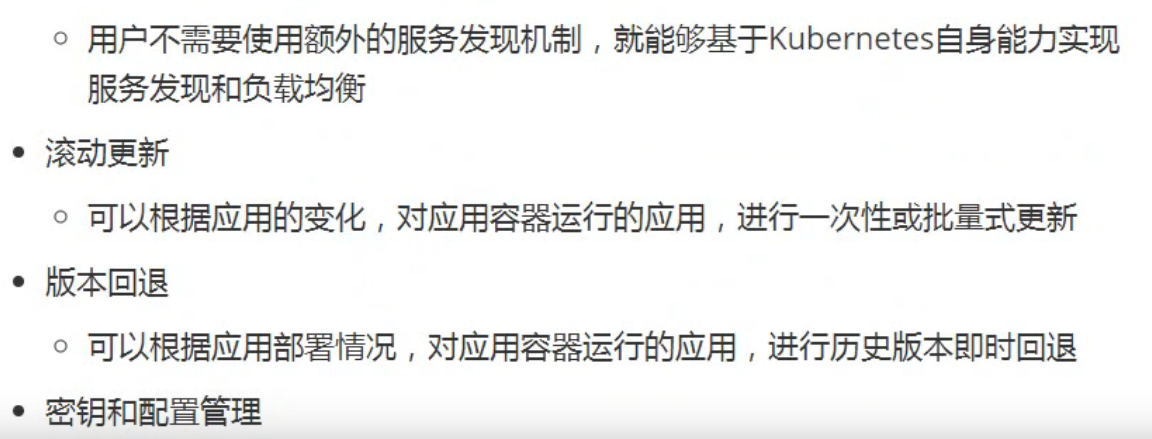 用户不需要使用额外的服务发现机制，就能够基于Kubernetes自身能力实现
服务发现和负载均衡
滚动更新
可以根据应用的变化，对应用容器运行的应用，进行一次性或批量式更新
版本回退
可以根据应用部署情况，对应用容器运行的应用，进行历史版本即时回退
密钥和配置管理